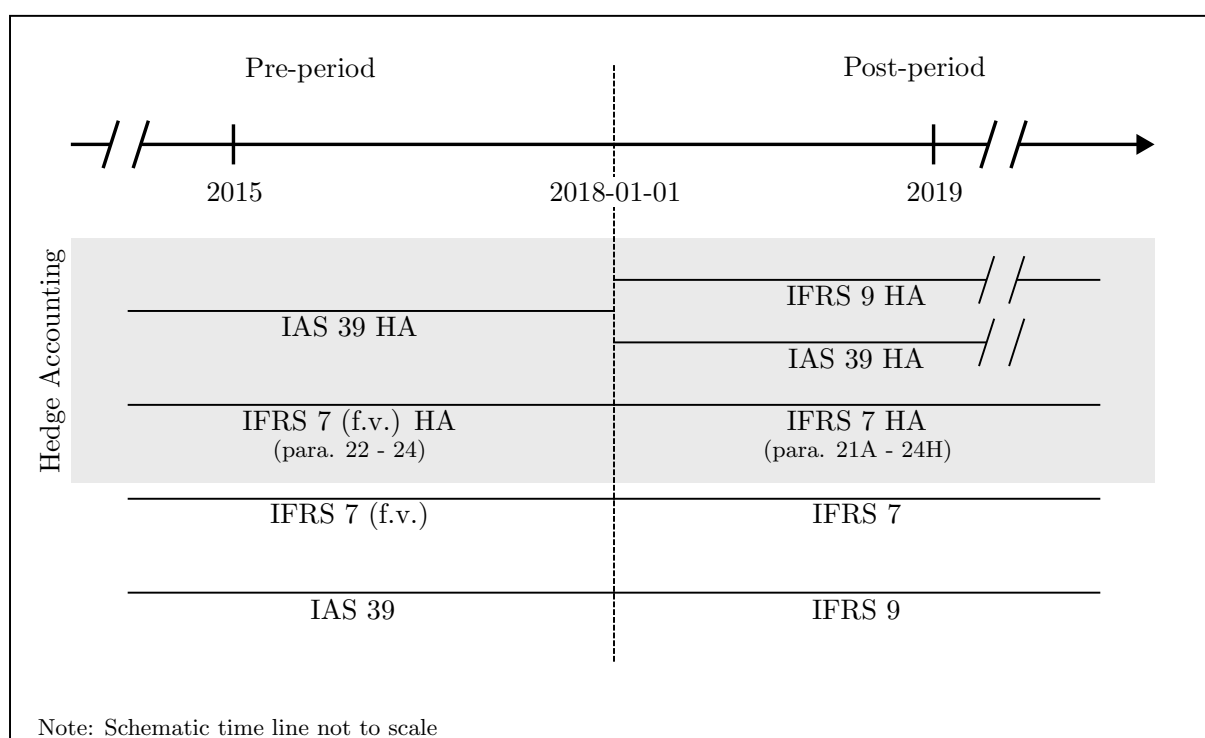 Pre-period
Post-period
2015
2018-01-01
2019
Hedge Accounting
IFRS 9 HA
IAS 39 HA
IAS 39 HA
IFRS 7 (f.v.) HA
(para. 22 - 24)
IFRS 7 HA
(para. 21A - 24H)
IFRS 7 (f.v.)
IFRS 7
IAS 39
IFRS 9
Note: Schematic time line not to scale